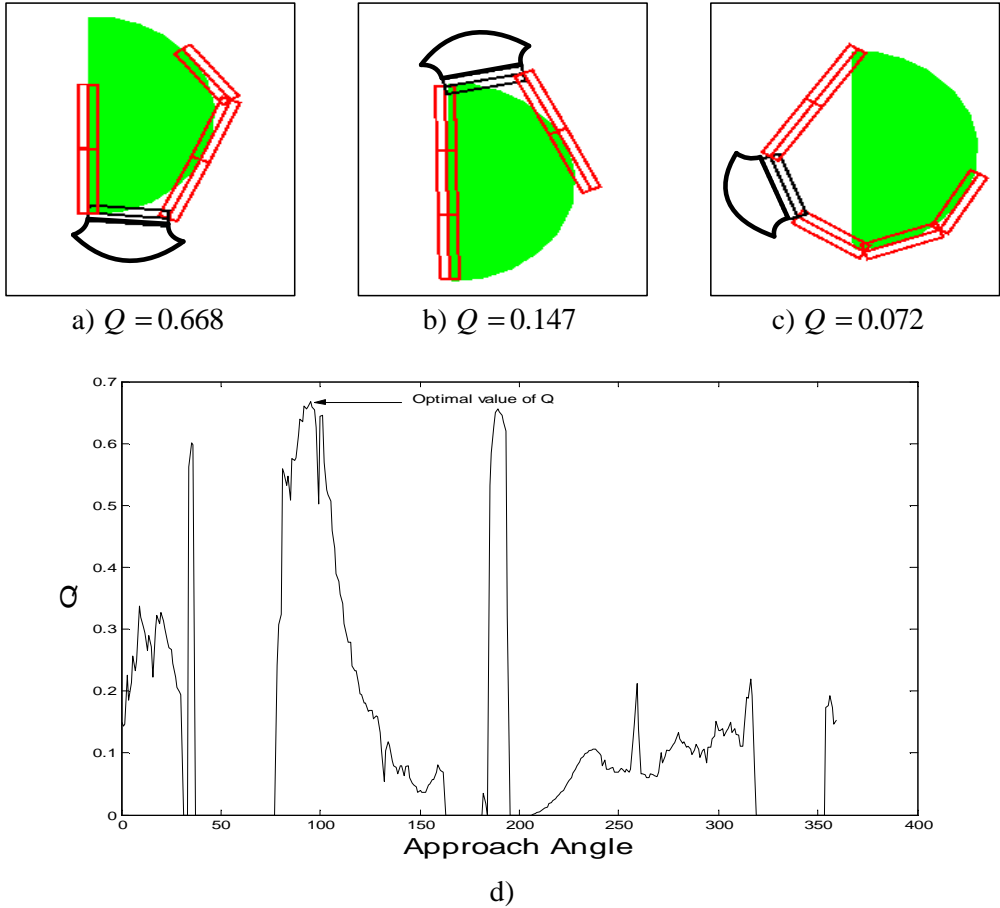 a) Q = 0.668
b) Q = 0.147
c) Q = 0.072
0.7
Optimal value of Q
0.6
0.5
0.4
Q
0.3
0.2
0.1
0
0 50 100 150 200 250 300 350 400
Approach Angle
d)